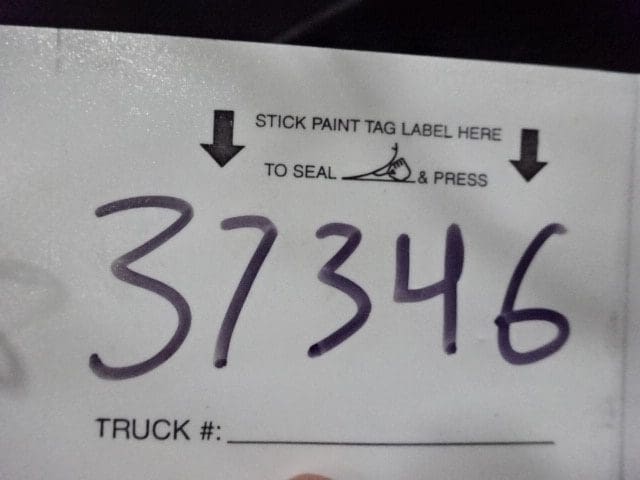 STICK PAINT TAG LABEL HERE
TO SEAL & PRESS
37346
TRUCK #: